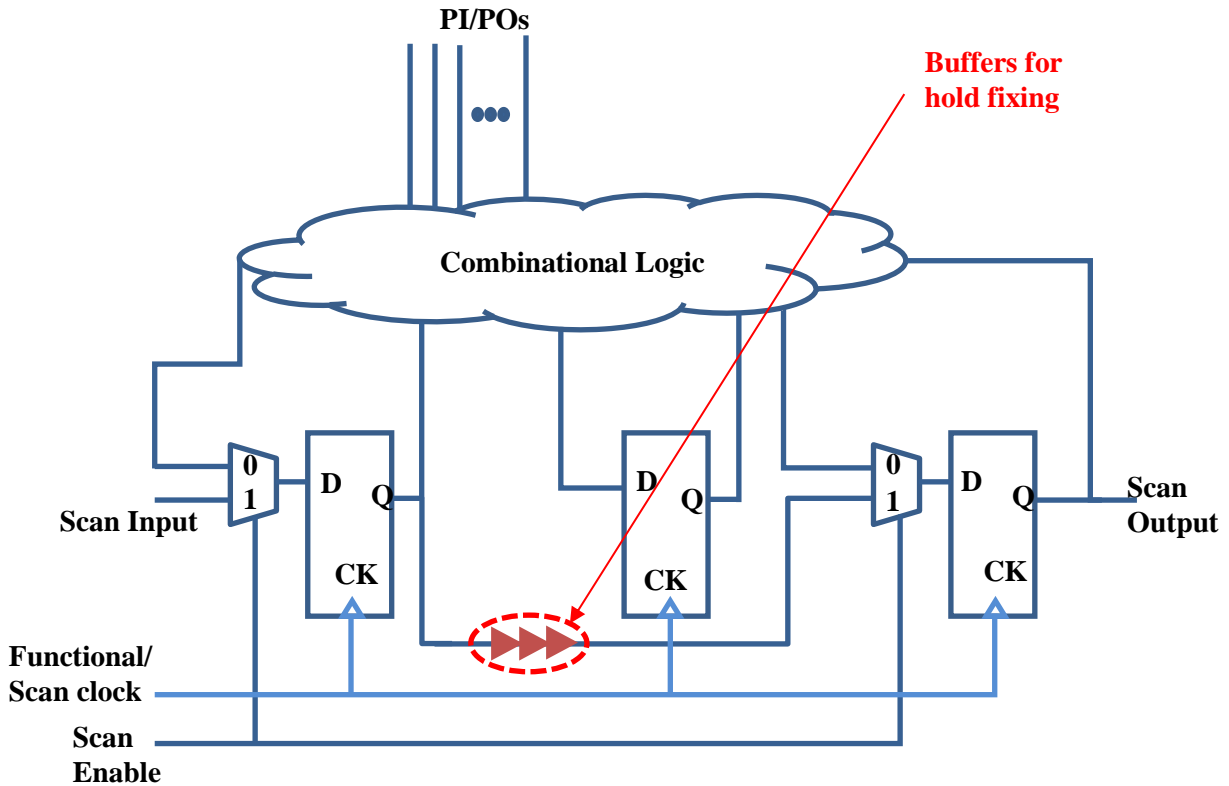 PI/POs
Buffers for
hold fixing
Combinational Logic
0
1
D
Q
CK
D
Q
CK
0
1
D
Q
CK
Scan Input
Scan
Output
Functional/
Scan clock
Scan
Enable